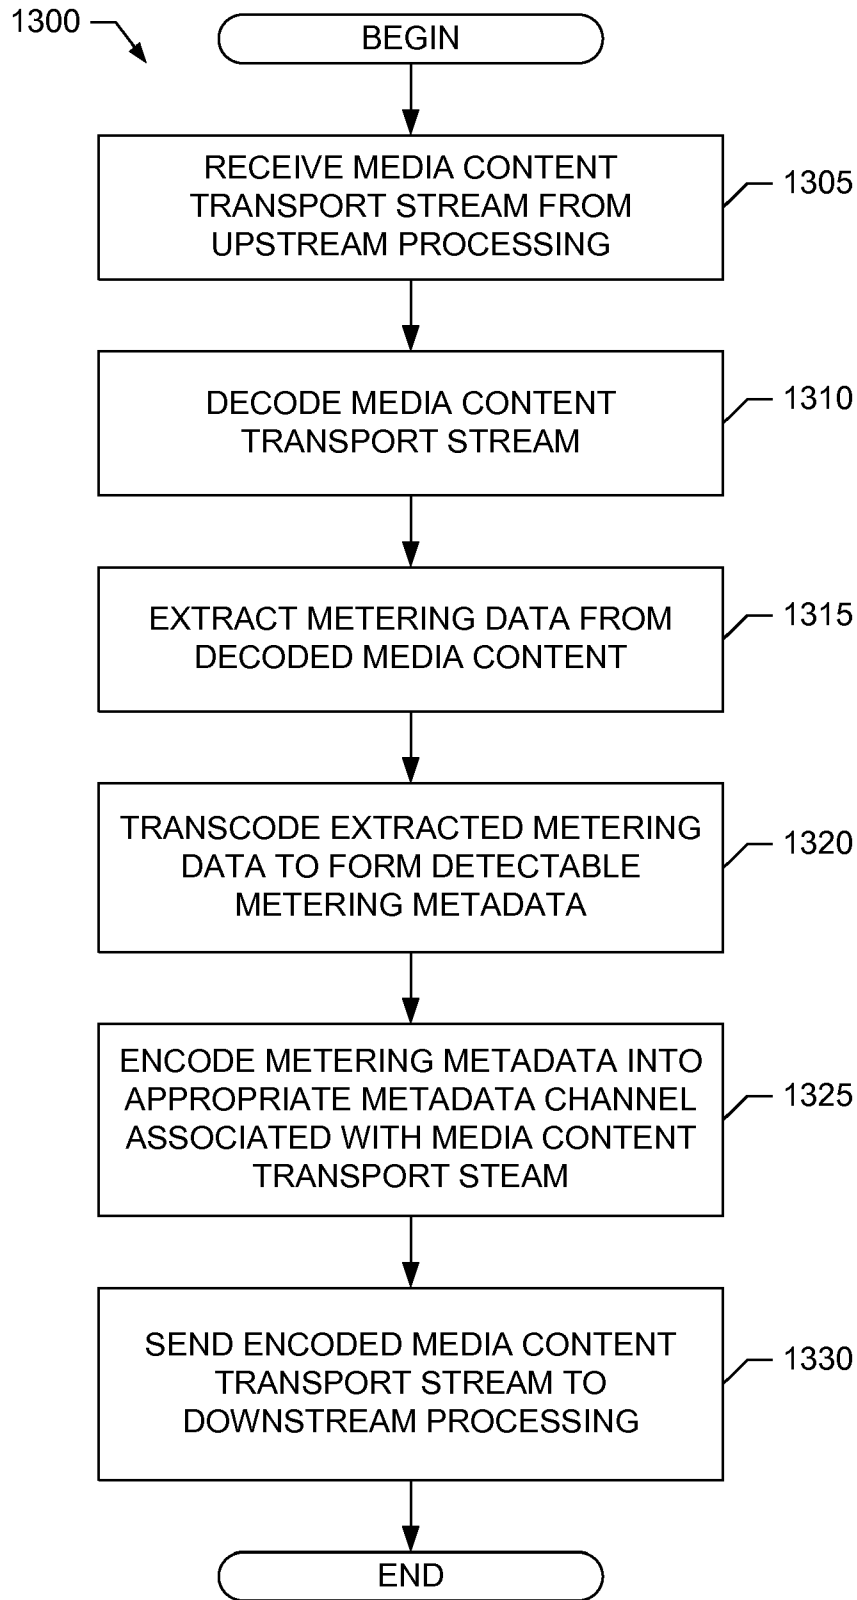 1300
BEGIN
RECEIVE MEDIA CONTENT
TRANSPORT STREAM FROM
UPSTREAM PROCESSING
1305
DECODE MEDIA CONTENT
TRANSPORT STREAM
1310
EXTRACT METERING DATA FROM
DECODED MEDIA CONTENT
1315
TRANSCODE EXTRACTED METERING
DATA TO FORM DETECTABLE
METERING METADATA
1320
ENCODE METERING METADATA INTO
APPROPRIATE METADATA CHANNEL
ASSOCIATED WITH MEDIA CONTENT
TRANSPORT STEAM
1325
SEND ENCODED MEDIA CONTENT
TRANSPORT STREAM TO
DOWNSTREAM PROCESSING
1330
END